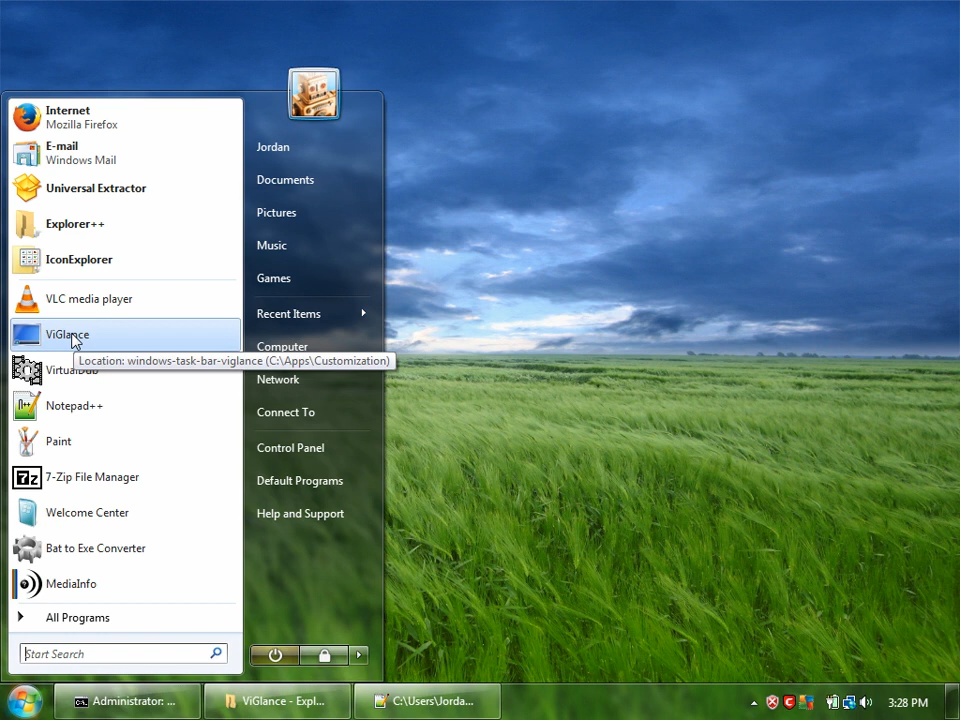 Internet
Mozilla Firefox
E-mail
Windows Mail
Universal Extractor
Explorer++
IconExplorer
VLC media player
ViGlance
Location: windows-task-bar-viglance (C:\Apps\Customization)
VirtualDub
Notepad++
Paint
7z
7-Zip File Manager
Welcome Center
Bat to Exe Converter
MediaInfo
All Programs
Start Search
Jordan
Documents
Pictures
Music
Games
Recent Items
Computer
Network
Connect To
Control Panel
Default Programs
Help and Support
Administrator: ...
ViGlance - Expl...
C:\Users\Jorda...
3:28 PM